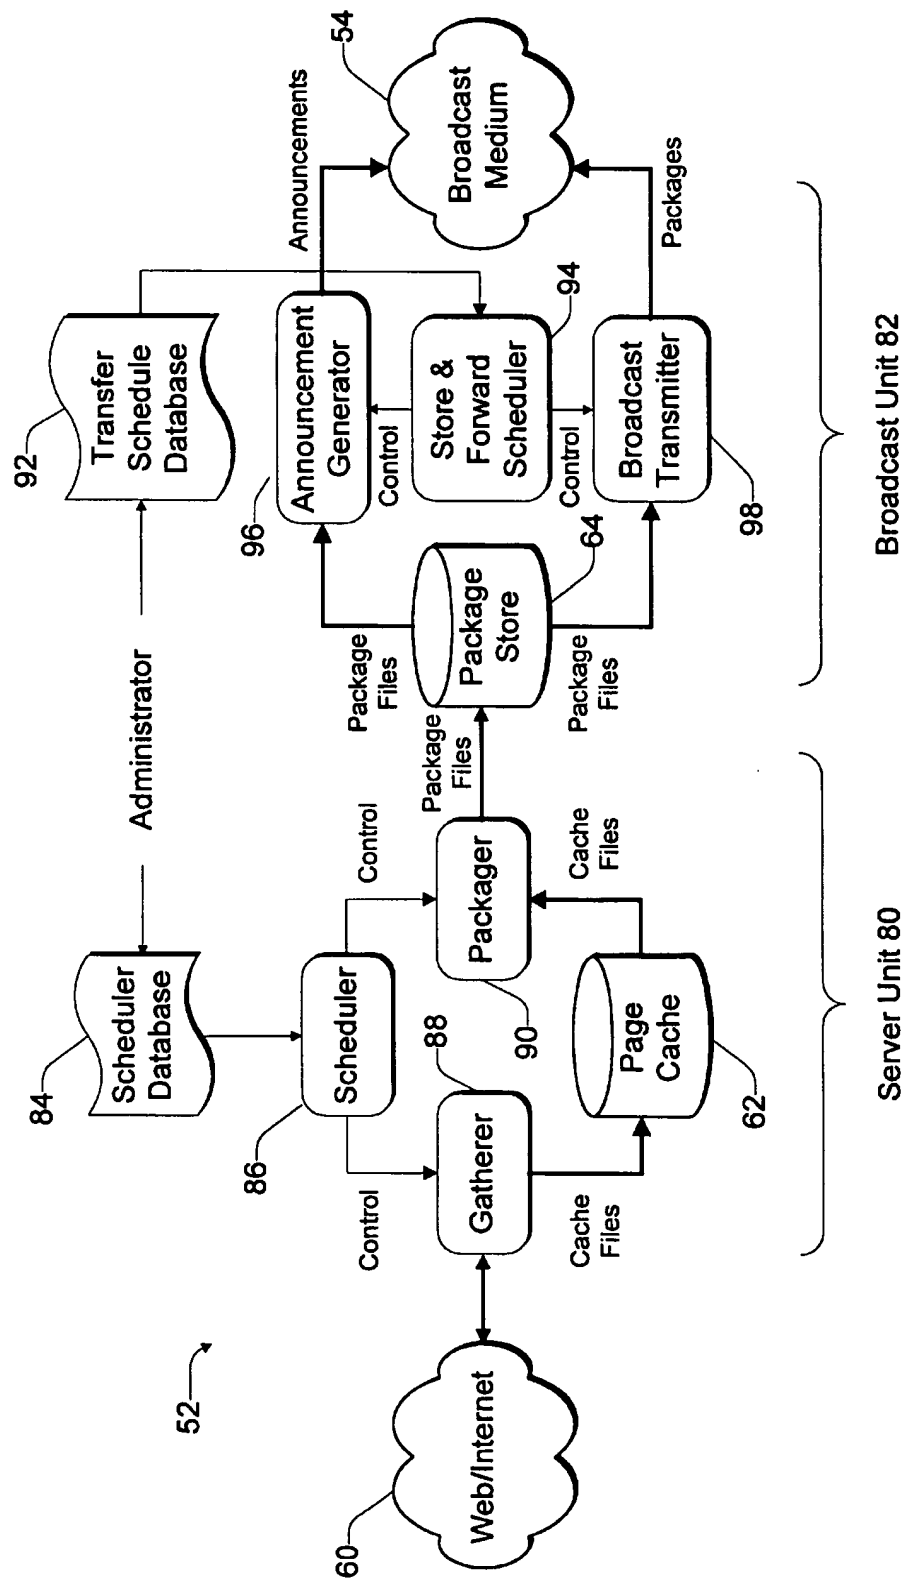 52
60
Web/Internet
84
Scheduler
Database
Administrator
92
Transfer
Schedule
Database
86
Scheduler
Control
Control
Gatherer
88
Cache
Files
Page
Cache
62
Packager
90
Cache
Files
Package
Files
Package
Store
64
Package
Files
Package
Files
96
Announcement
Generator
Control
Store &
Forward
Scheduler
94
Control
Broadcast
Transmitter
98
Announcements
Packages
Broadcast
Medium
54
Server Unit 80
Broadcast Unit 82